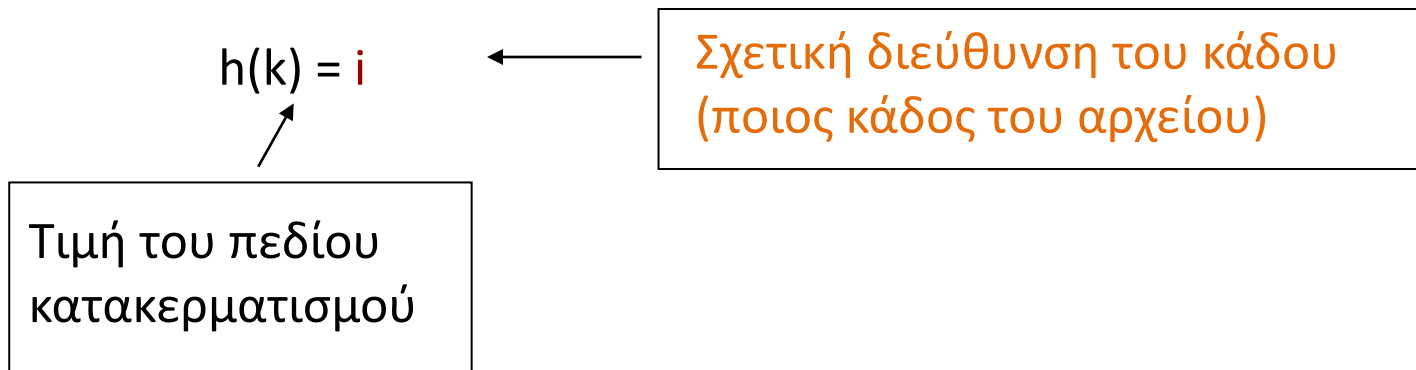 h(k) = i
Σχετική διεύθυνση του κάδου
(ποιος κάδος του αρχείου)
Τιμή του πεδίου
κατακερματισμού